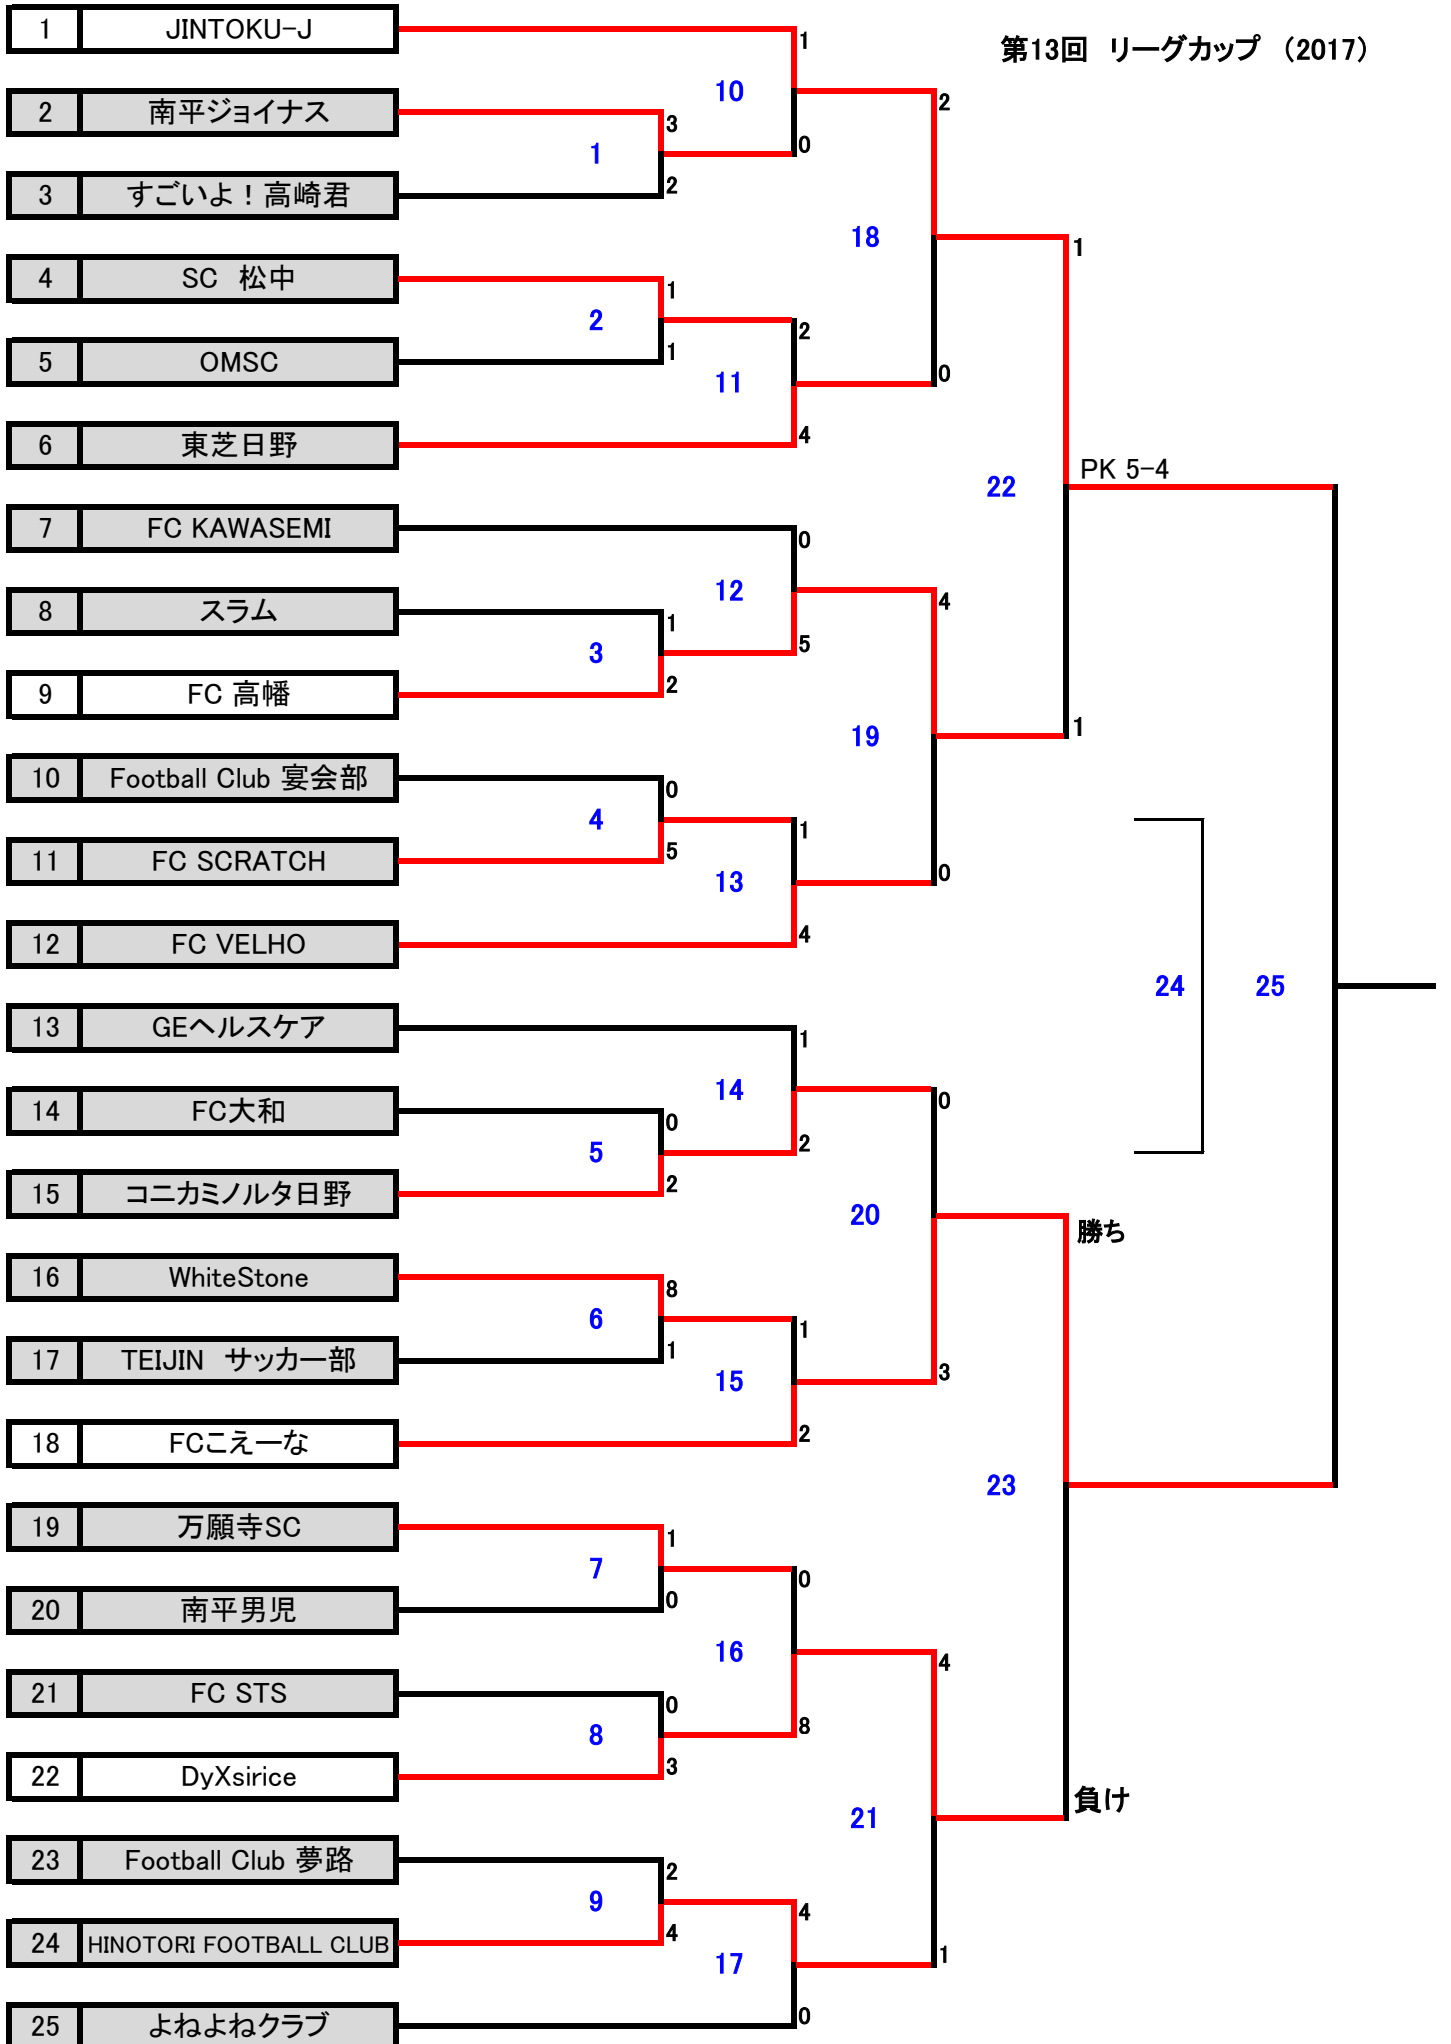 第13回 リーグカップ (2017)
1 JINTOKU-J
2 南平ジョイナス
3 すごいよ！高崎君
4 SC 松中
5 OMSC
6 東芝日野
7 FC KAWASEMI
8 スラム
9 FC 高幡
10 Football Club 宴会部
11 FC SCRATCH
12 FC VELHO
13 GEヘルスケア
14 FC大和
15 コニカミノルタ日野
16 WhiteStone
17 TEIJIN サッカー部
18 FCこえーな
19 万願寺SC
20 南平男児
21 FC STS
22 DyXsirice
23 Football Club 夢路
24 HINOTORI FOOTBALL CLUB
25 よねよねクラブ
1
3
2
2
1
1
3
1
2
4
0
5
5
0
2
6
8
1
7
1
0
8
0
3
9
2
4
10
1
0
11
2
4
12
0
5
13
1
4
14
1
2
15
1
2
16
0
8
17
4
0
18
2
0
19
4
0
20
0
3
21
4
1
22
1
PK 5-4
1
23
勝ち
負け
24
25